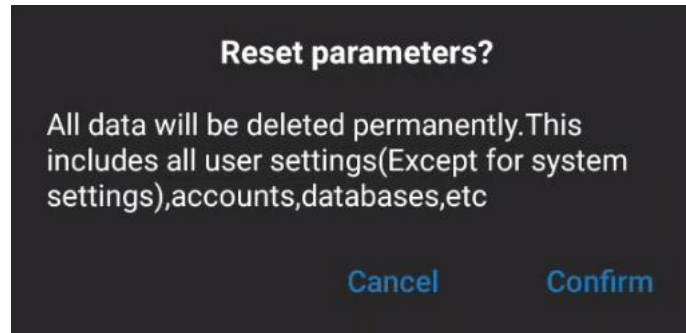 Reset parameters?
All data will be deleted permanently.This
includes all user settings(Except for system
settings),accounts,databases,etc
Cancel Confirm